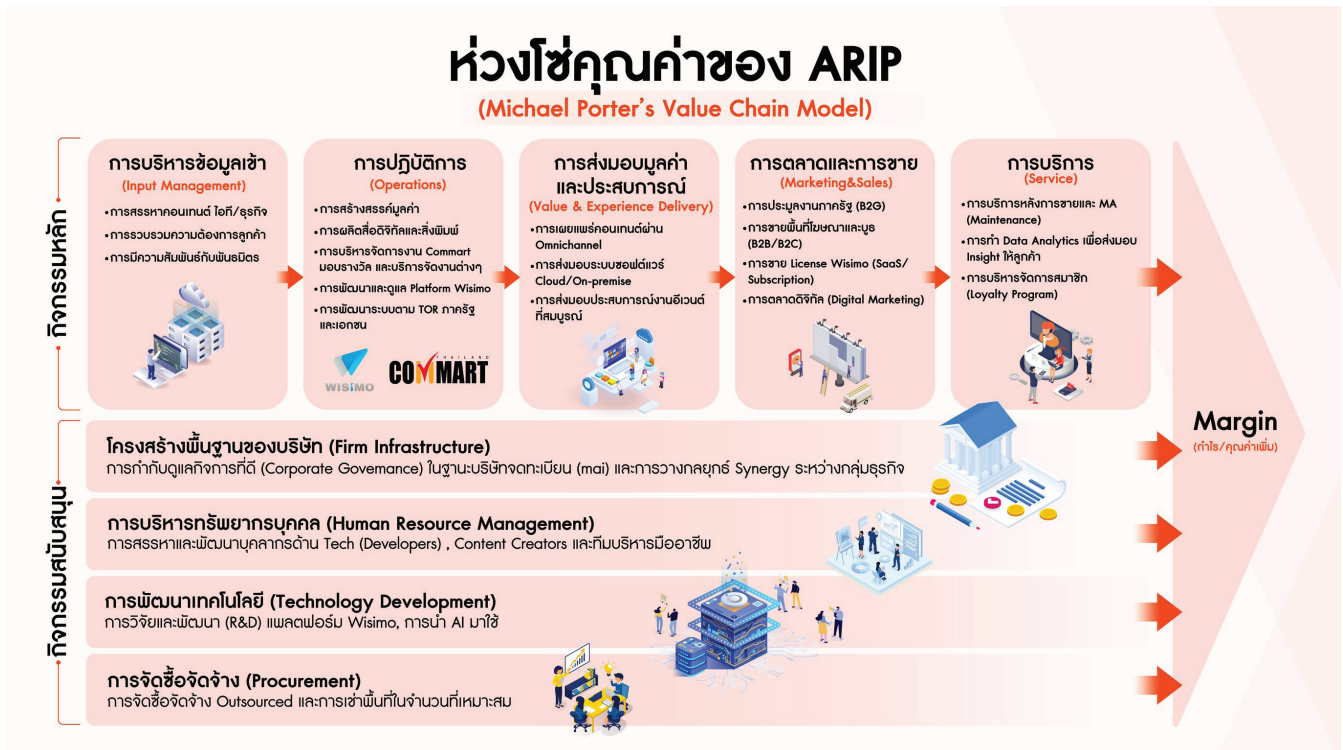 ห่วงโซ่คุณค่าของ ARIP
(Michael Porter's Value Chain Model)
กิจกรรมหลัก
การบริหารข้อมูลเข้า
(Input Management)
•การสรรหาคอนเทนต์ ไอที/ธุรกิจ
•การรวบรวมความต้องการลูกค้า
•การมีความสัมพันธ์กับพันธมิตร
การปฏิบัติการ
(Operations)
•การสร้างสรรค์มูลค่า
•การผลิตสื่อดิจิทัลและสิ่งพิมพ์
•การบริหารจัดการงาน Commart
มอบรางวัล และบริการจัดงานต่างๆ
•การพัฒนาและดูแล Platform Wisimo
•การพัฒนาระบบตาม TOR ภาครัฐ
และเอกชน
WISIMO
THAILAND
COMMART
การส่งมอบมูลค่า
และประสบการณ์
(Value & Experience Delivery)
•การเผยแพร่คอนเทนต์ผ่าน
Omnichannel
•การส่งมอบระบบซอฟต์แวร์
Cloud/On-premise
•การส่งมอบประสบการณ์งานอีเวนต์
ที่สมบูรณ์
การตลาดและการขาย
(Marketing&Sales)
•การประมูลงานภาครัฐ (B2G)
•การขายพื้นที่โฆษณาและบูธ
(B2B/B2C)
•การขาย License Wisimo (SaaS/
Subscription)
•การตลาดดิจิทัล (Digital Marketing)
การบริการ
(Service)
•การบริการหลังการขายและ MA
(Maintenance)
•การทำ Data Analytics เพื่อส่งมอบ
Insight ให้ลูกค้า
•การบริหารจัดการสมาชิก
(Loyalty Program)
กิจกรรมสนับสนุน
โครงสร้างพื้นฐานของบริษัท (Firm Infrastructure)
การกำกับดูแลกิจการที่ดี (Corporate Governance) ในฐานะบริษัทจดทะเบียน (mai) และการวางกลยุทธ์ Synergy ระหว่างกลุ่มธุรกิจ
การบริหารทรัพยากรบุคคล (Human Resource Management)
การสรรหาและพัฒนาบุคลากรด้าน Tech (Developers) , Content Creators และทีมบริหารมืออาชีพ
การพัฒนาเทคโนโลยี (Technology Development)
การวิจัยและพัฒนา (R&D) แพลตฟอร์ม Wisimo, การนำ AI มาใช้
การจัดซื้อจัดจ้าง (Procurement)
การจัดซื้อจัดจ้าง Outsourced และการเช่าพื้นที่ในจำนวนที่เหมาะสม
Margin
(กำไร/คุณค่าเพิ่ม)